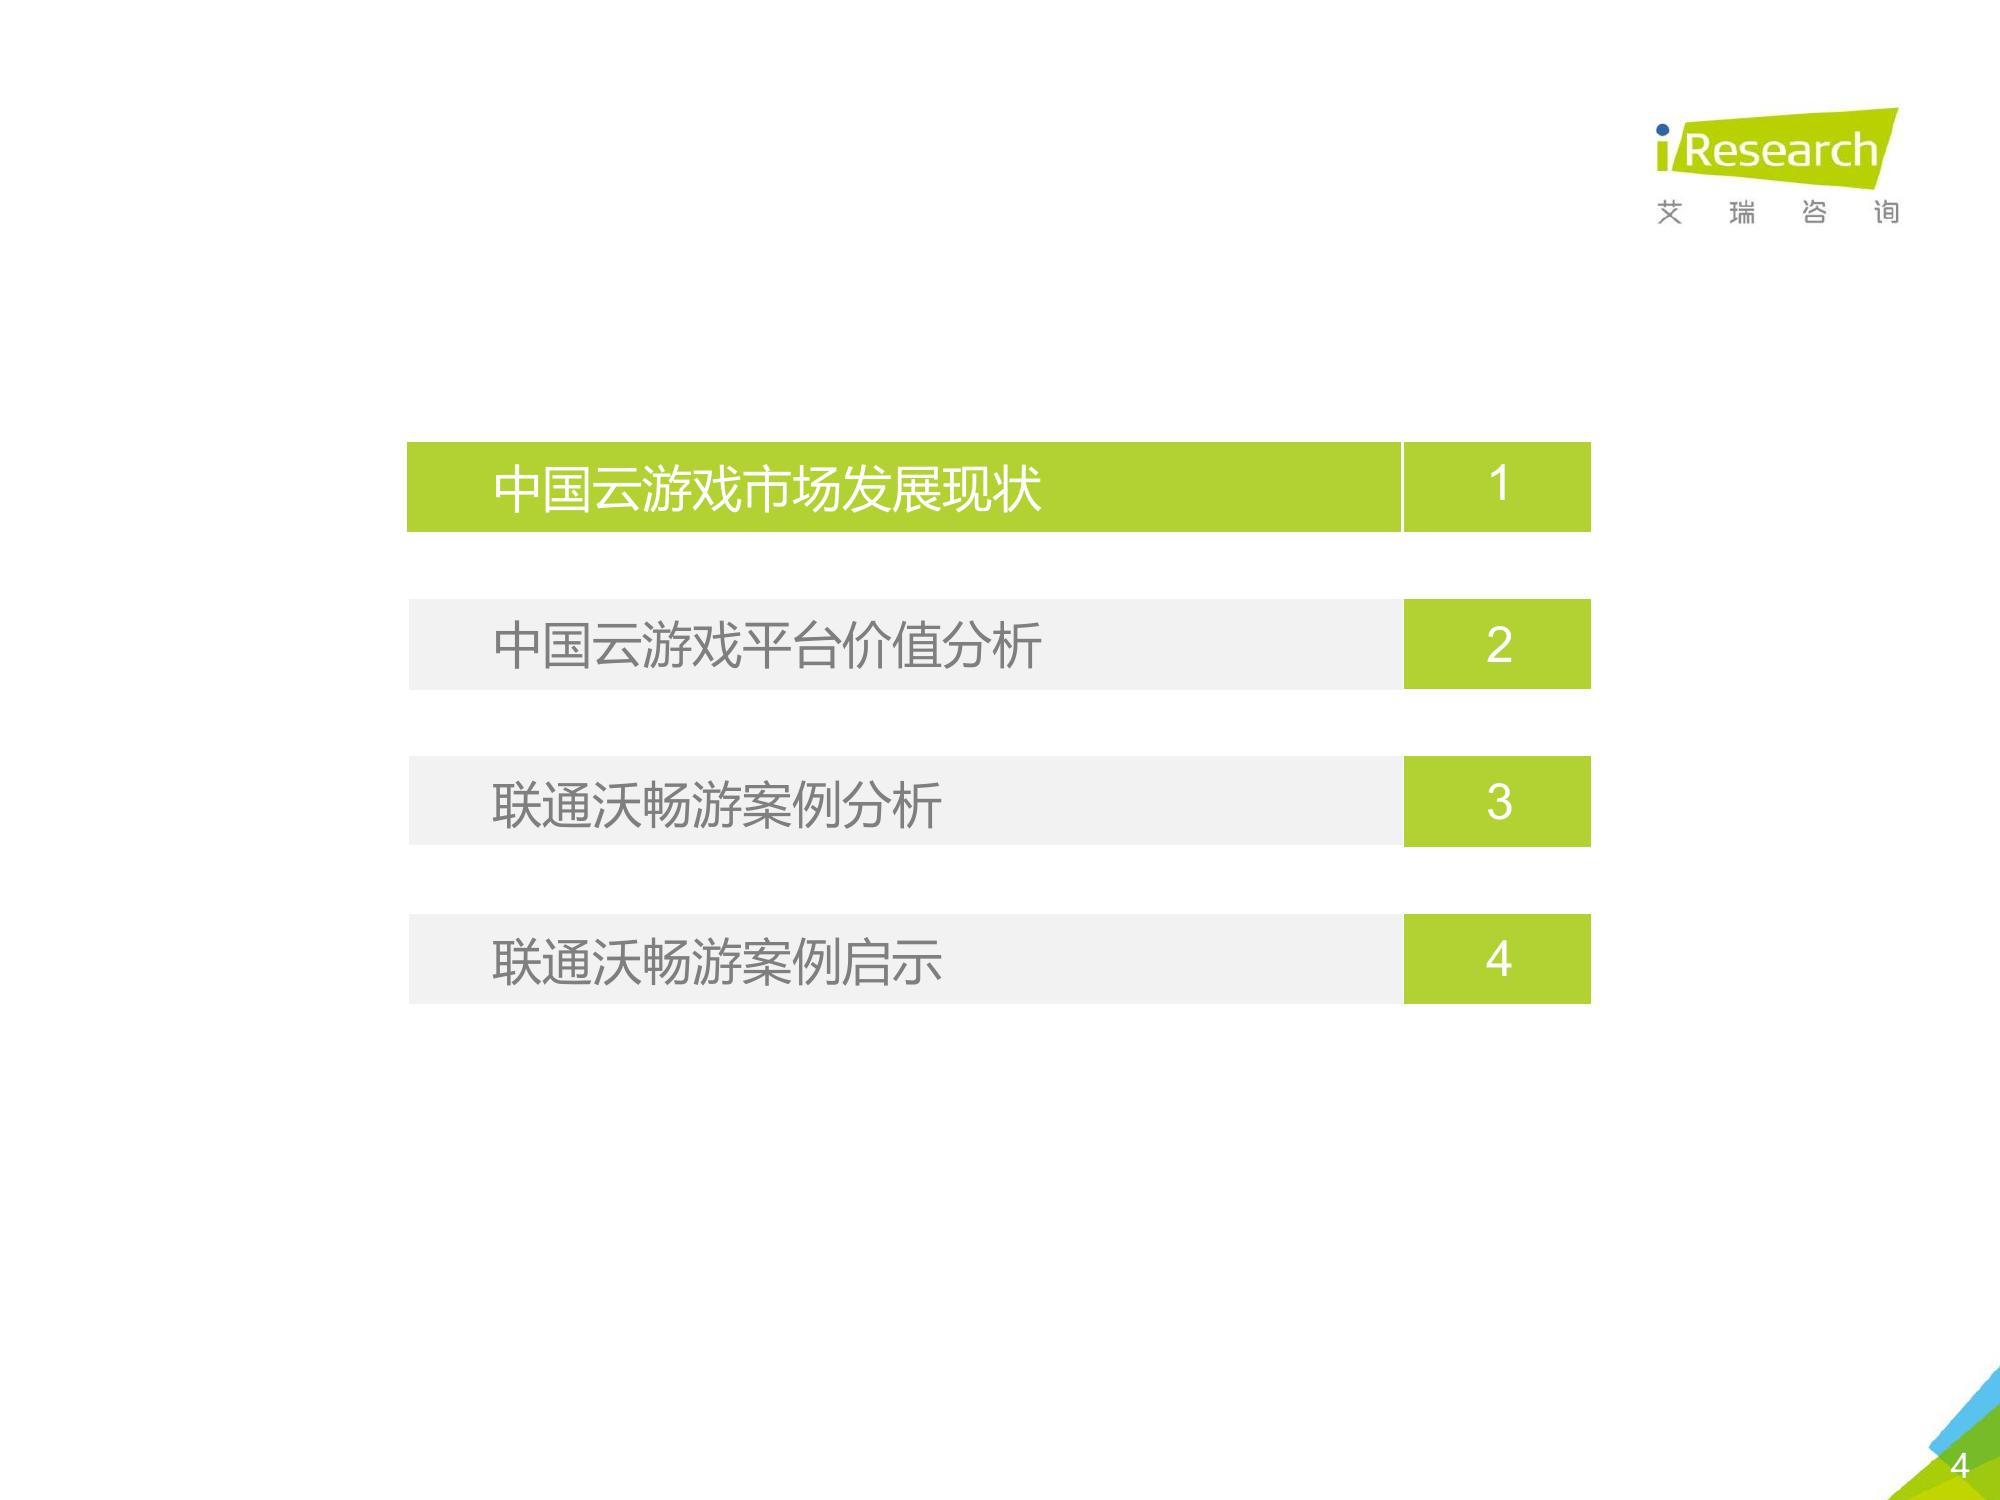 iResearch
艾瑞咨询
中国云游戏市场发展现状 1
中国云游戏平台价值分析 2
联通沃畅游案例分析 3
联通沃畅游案例启示 4
4